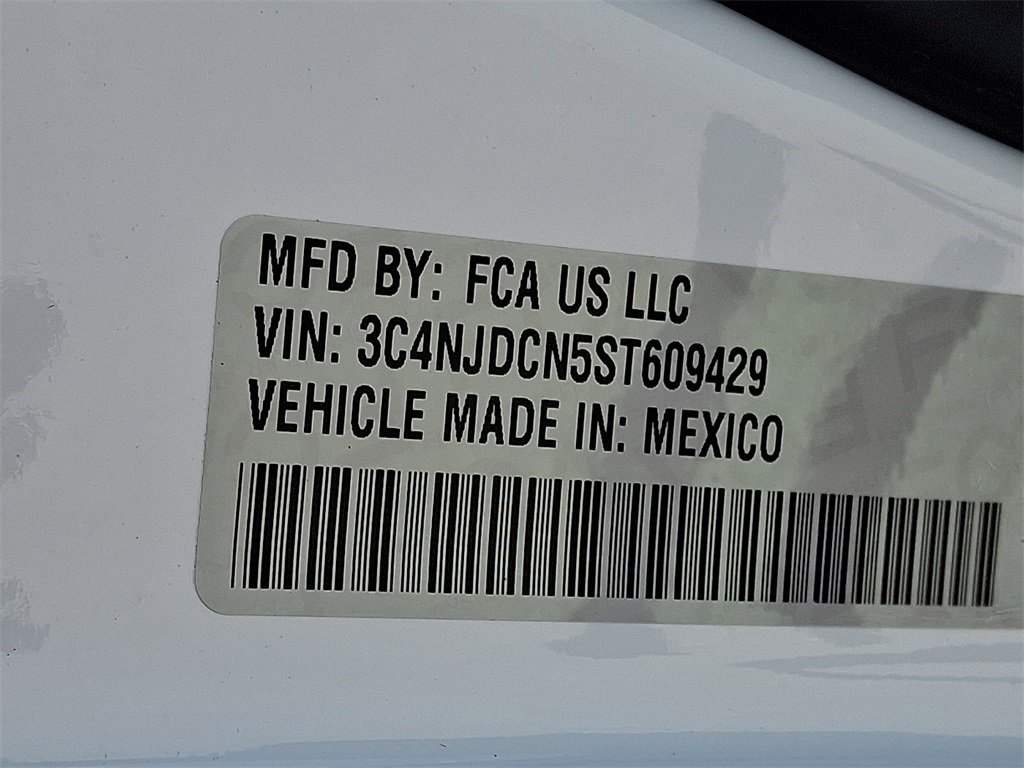 MFD BY: FCA US LLC
VIN: 3C4NJDCN5ST609429
VEHICLE MADE IN: MEXICO